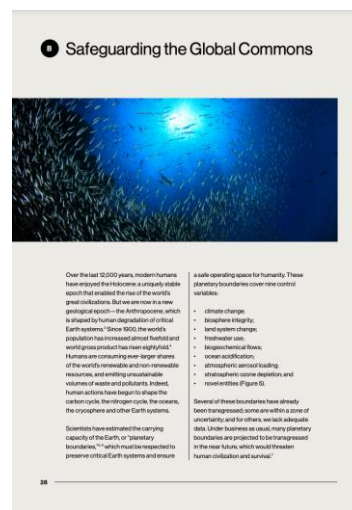 B Safeguarding the Global Commons
Over the last 12,000 years, modern humans
have enjoyed the Holocene: a uniquely stable
epoch that enabled the rise of the world's
great civilizations. But we are now in a new
geological epoch—the Anthropocene, which
is shaped by human degradation of critical
Earth systems. Since 1900, the world's
population has increased almost fivefold and
world gross product has risen eightyfold.
Humans are consuming ever-larger shares
of the world's renewable and non-renewable
resources, and emitting unsustainable
volumes of waste and pollutants. Indeed,
human actions have begun to shape the
carbon cycle, the nitrogen cycle, the oceans,
the cryosphere and other Earth systems.
Scientists have estimated the carrying
capacity of the Earth, or "planetary
boundaries," which must be respected to
preserve critical Earth systems and ensure
a safe operating space for humanity. These
planetary boundaries cover nine control
variables:
• climate change;
• biosphere integrity;
• land system change;
• freshwater use;
• biogeochemical flows;
• ocean acidification;
• atmospheric aerosol loading;
• stratospheric ozone depletion; and
• novel entities (Figure 5).
Several of these boundaries have already
been transgressed; some are within a zone of
uncertainty; and for others, we lack adequate
data. Under business as usual, many planetary
boundaries are projected to be transgressed
in the near future, which would threaten
human civilization and survival.
28